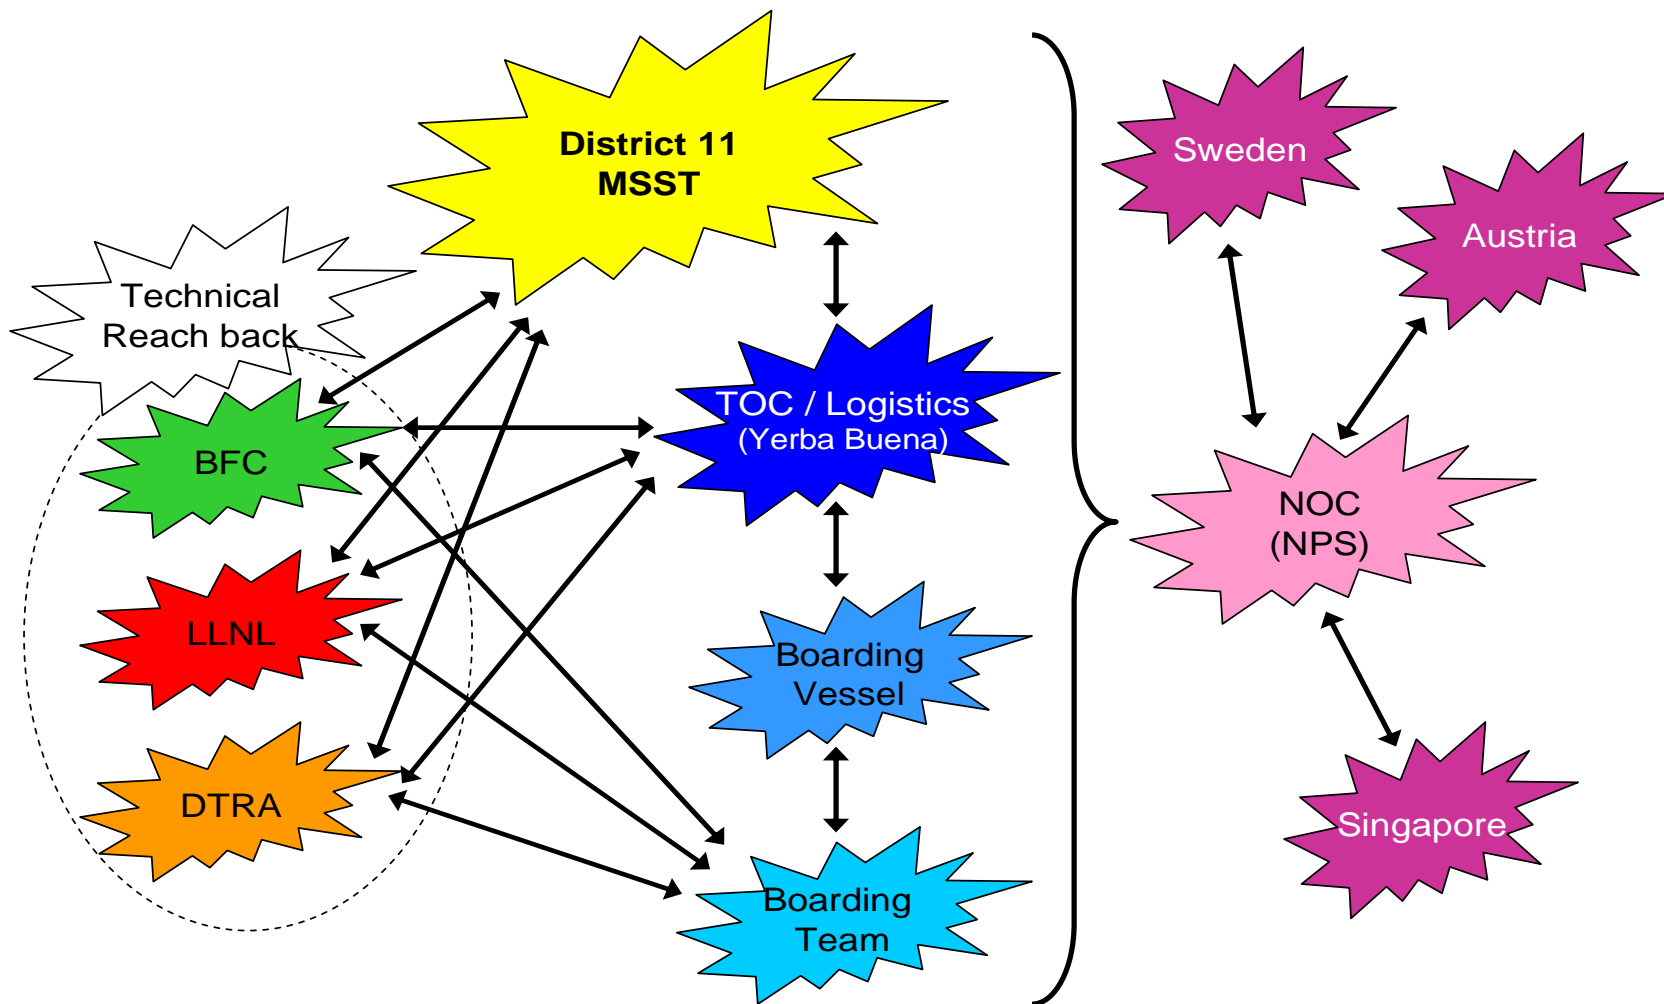 District 11
MSST
Technical
Reach back
BFC
LLNL
DTRA
TOC / Logistics
(Yerba Buena)
Boarding
Vessel
Boarding
Team
Sweden
Austria
NOC
(NPS)
Singapore